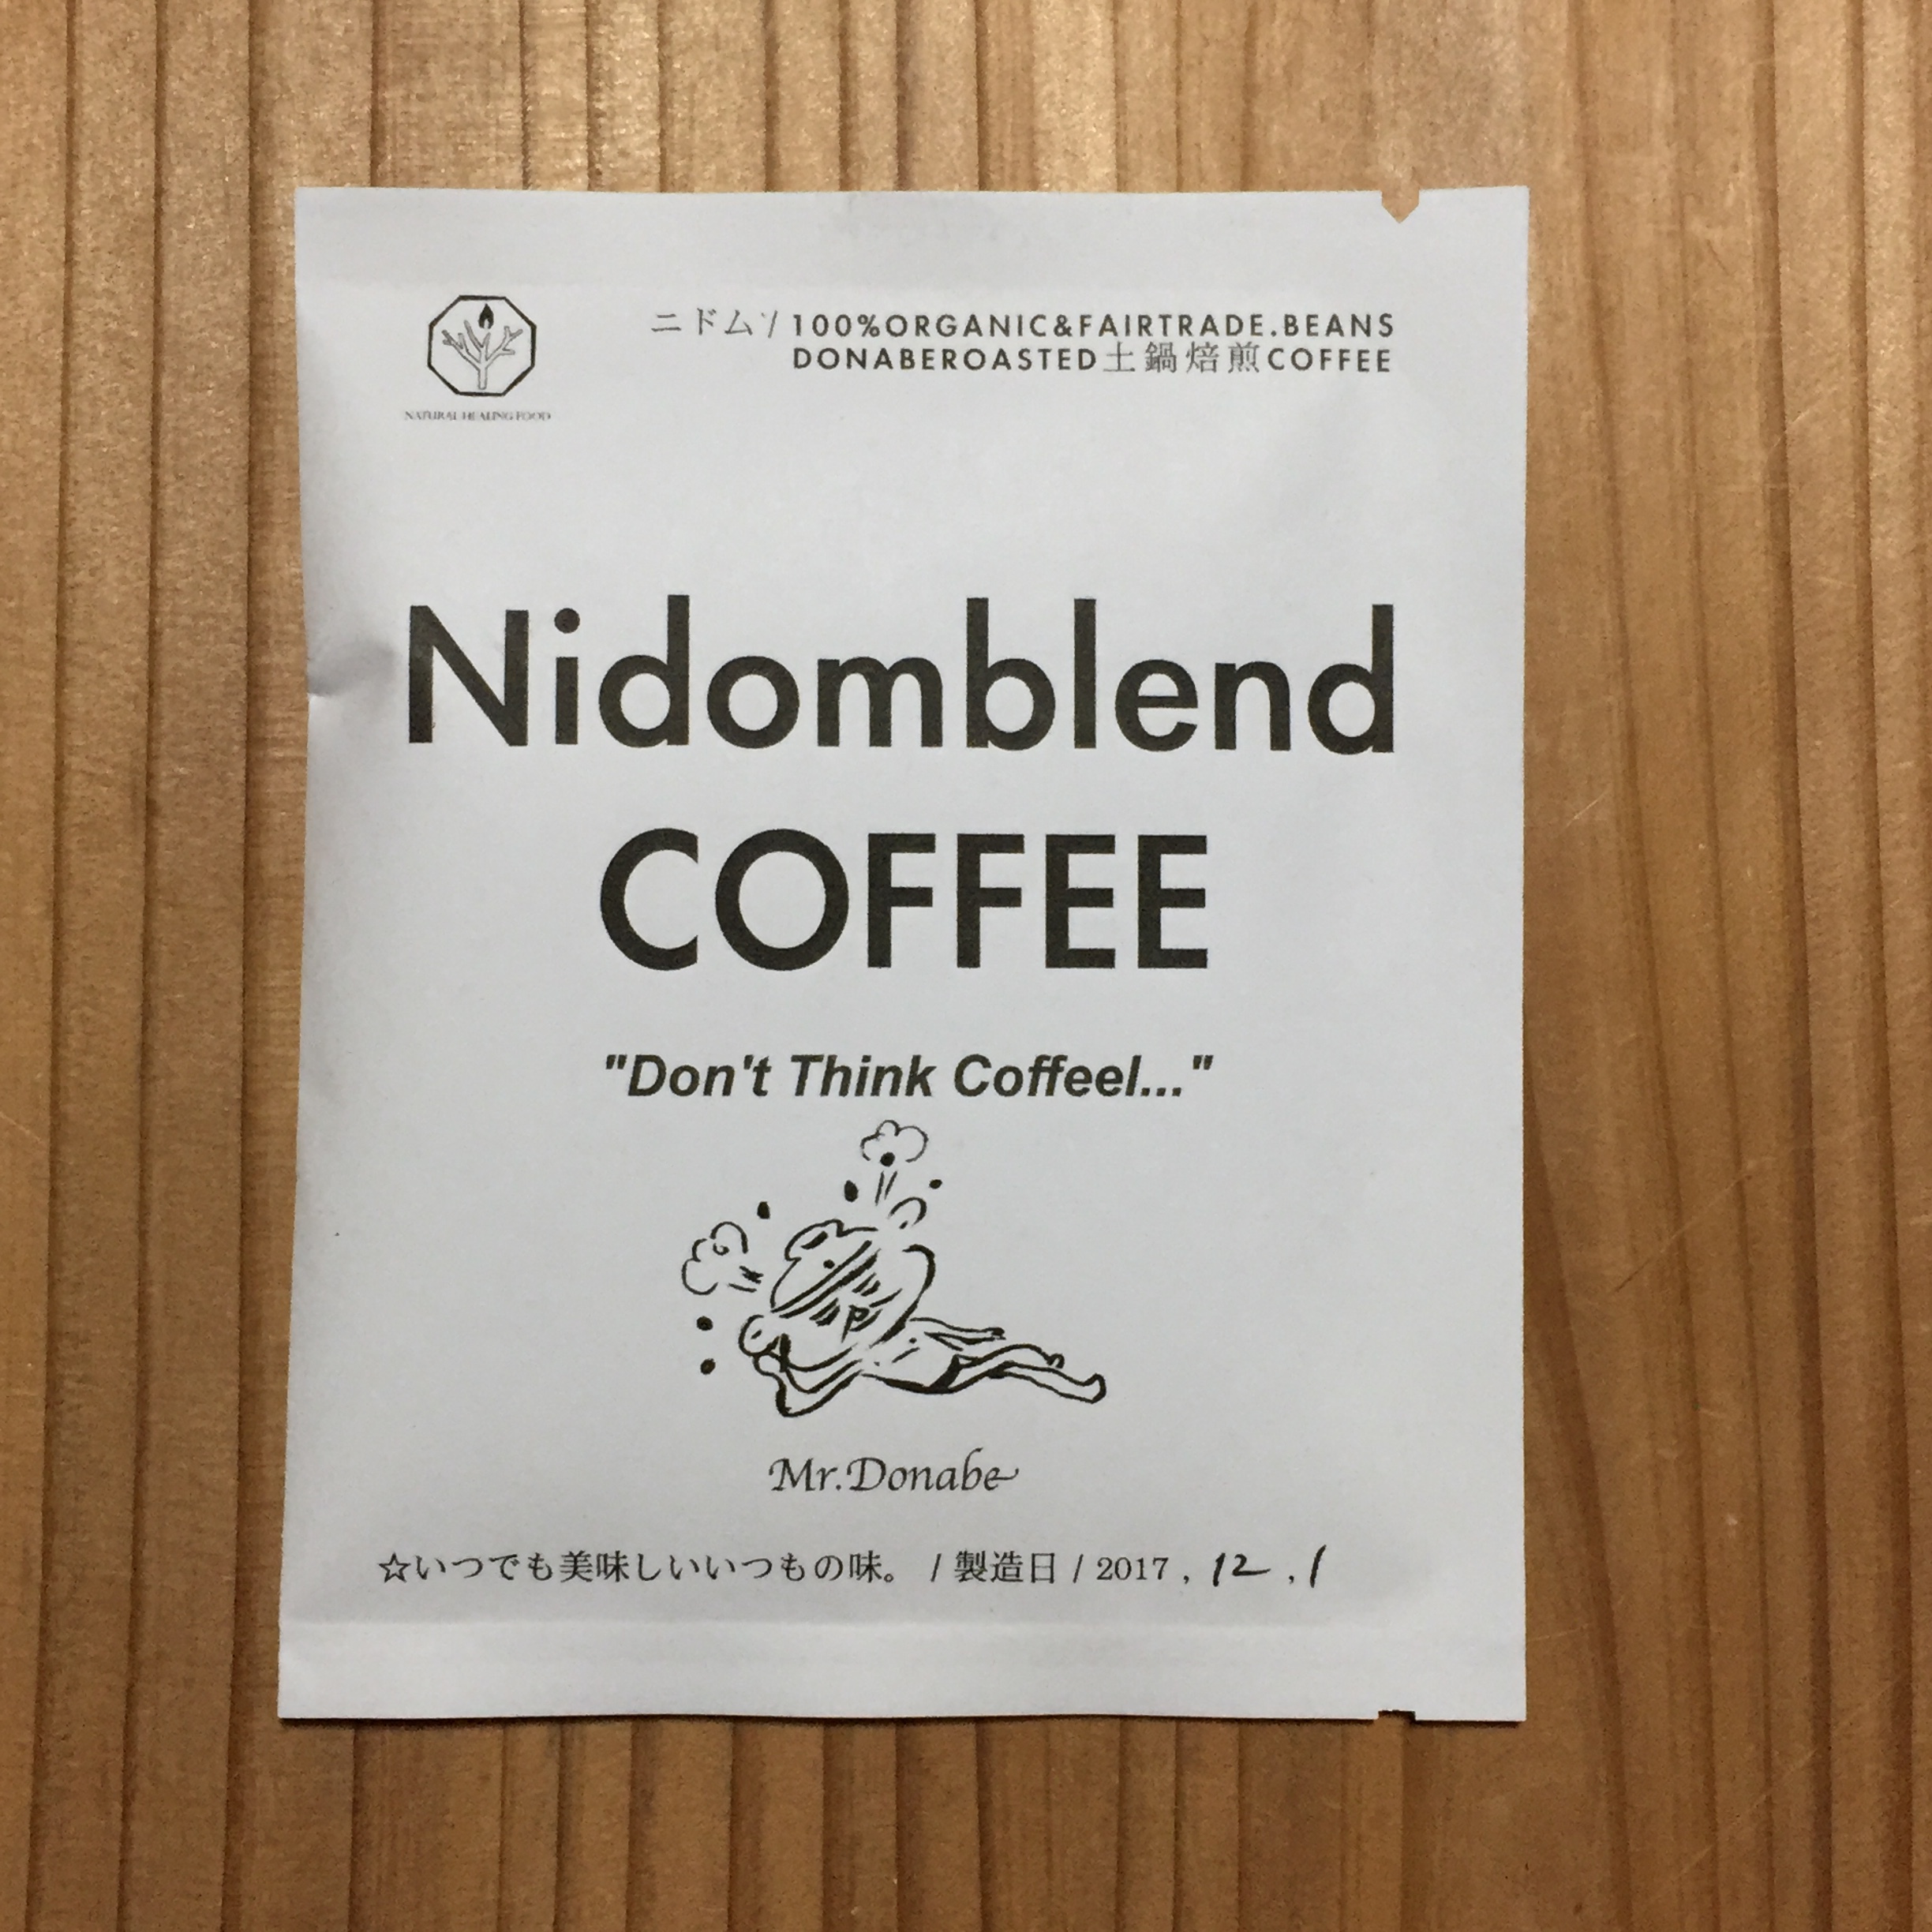 ニドム/100%ORGANIC&FAIRTRADE.BEANS
DONABEROASTED土鍋焙煎COFFEE
NATURAL HEALING FOOD
Nidomblend
COFFEE
"Don't Think Coffeel..."
Mr.Donabe
☆いつでも美味しいいつもの味。 / 製造日 / 2017 , 12 , 1